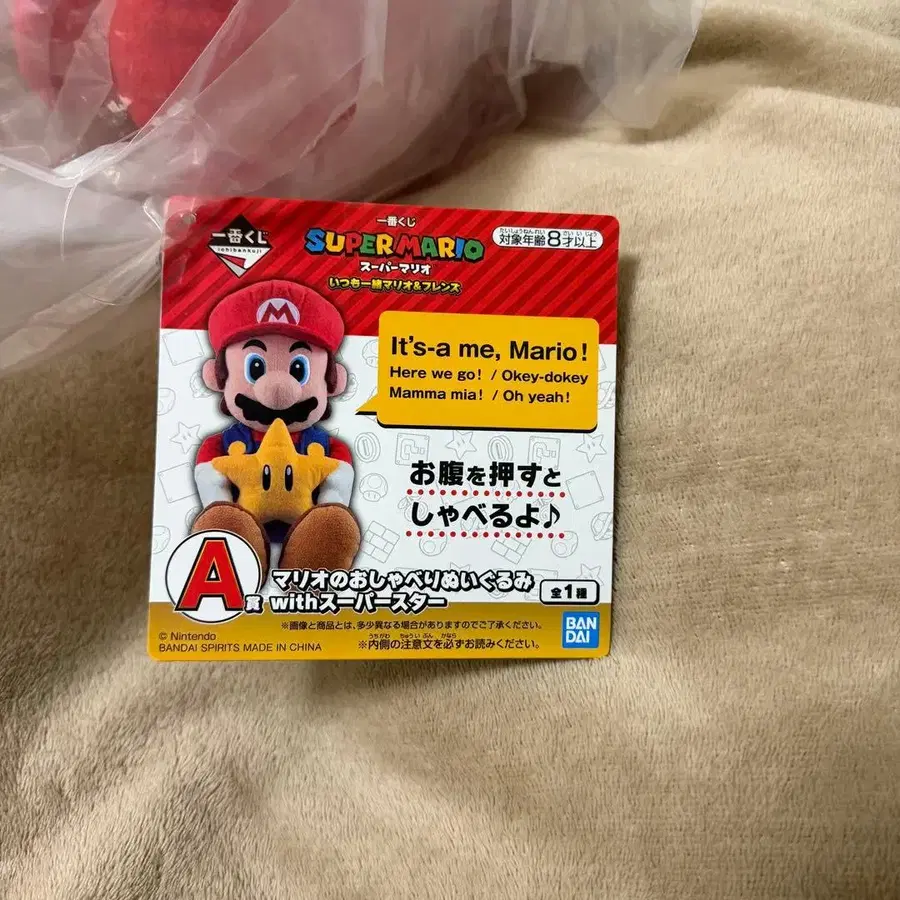 一番くじ
ichibankuji
一番くじ
SUPER MARIO
スーパーマリオ
いつも一緒マリオ&フレンズ
たいしょうねんれい さい いじょう
対象年齢8才以上
M
It's-a me, Mario!
Here we go! / Okey-dokey
Mamma mia! / Oh yeah!
お腹を押すと
しゃべるよ♪
A賞
マリオのおしゃべりぬいぐるみ
withスーパースター
全1種
※画像と商品とは、多少異なる場合がありますのでご了承ください。
うちがわ ちゅういぶん かなら
※内側の注意文を必ずお読みください。
© Nintendo
BANDAI SPIRITS MADE IN CHINA
BAN
DAI